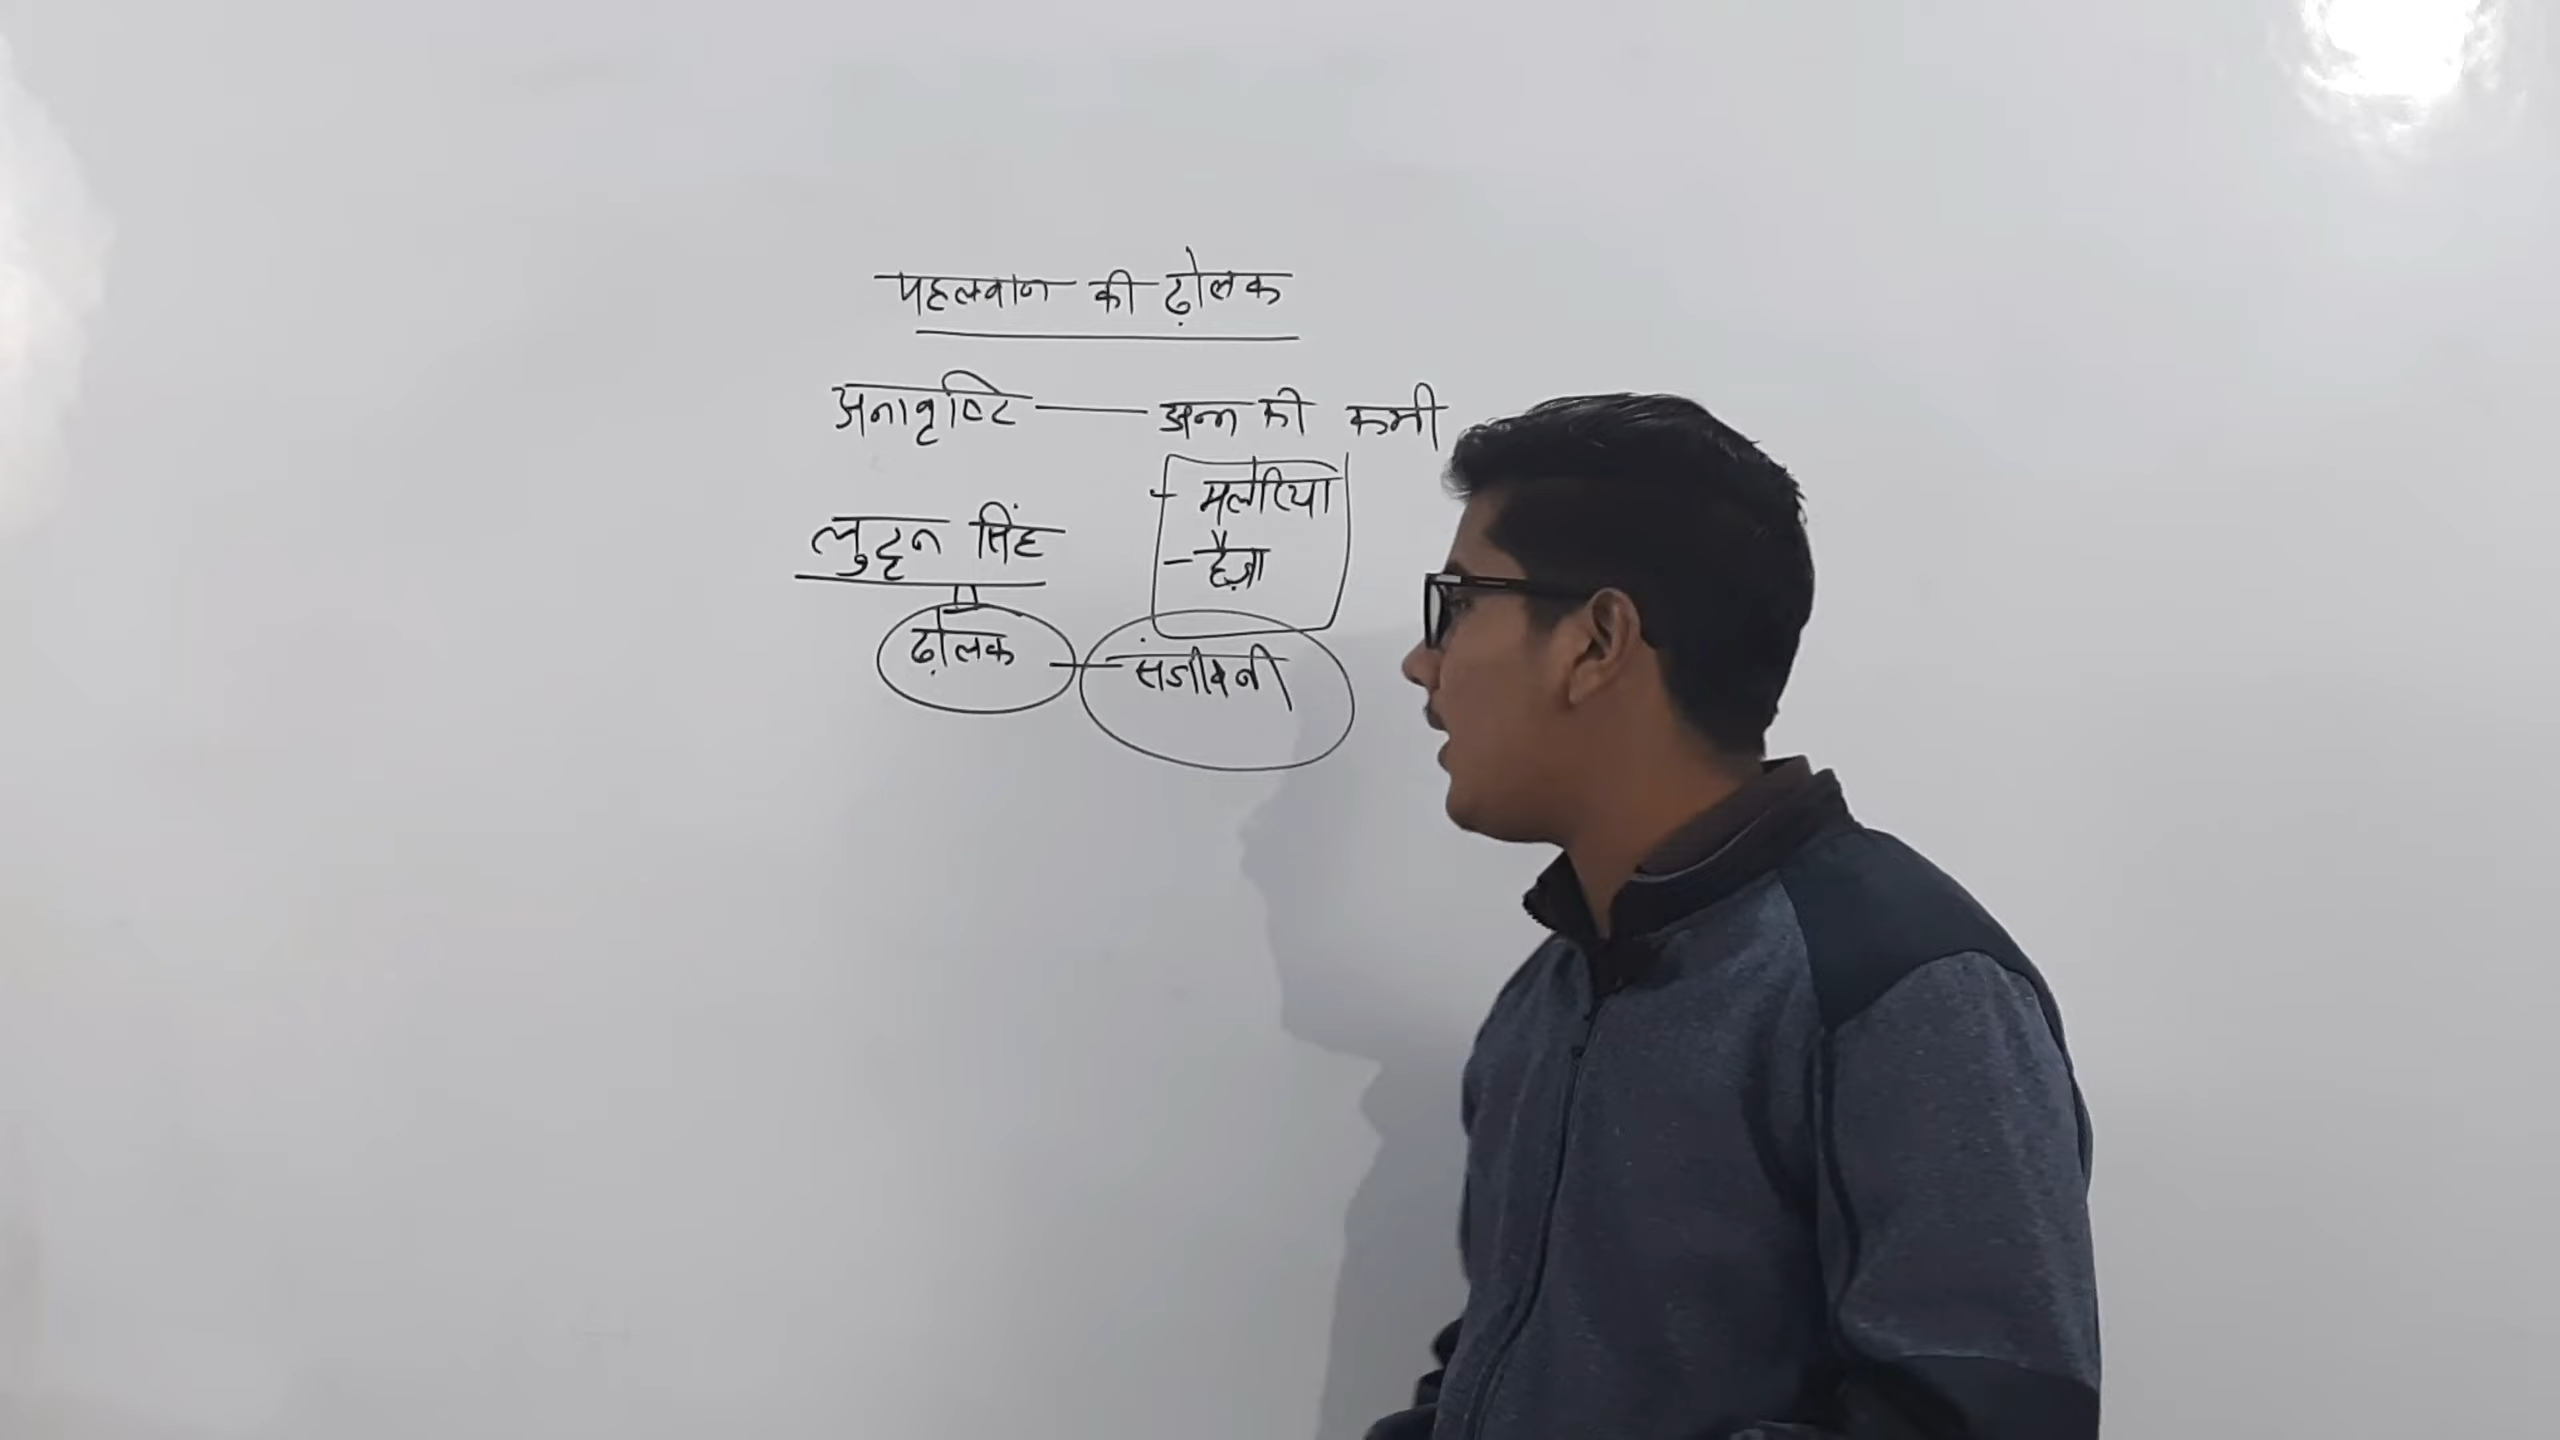 पहलवान की ढ़ोलक
अनावृष्टि — अन्न की कमी
- मलेरिया
लुट्टन सिंह
- हैज़ा
ढ़ोलक — संजीवनी